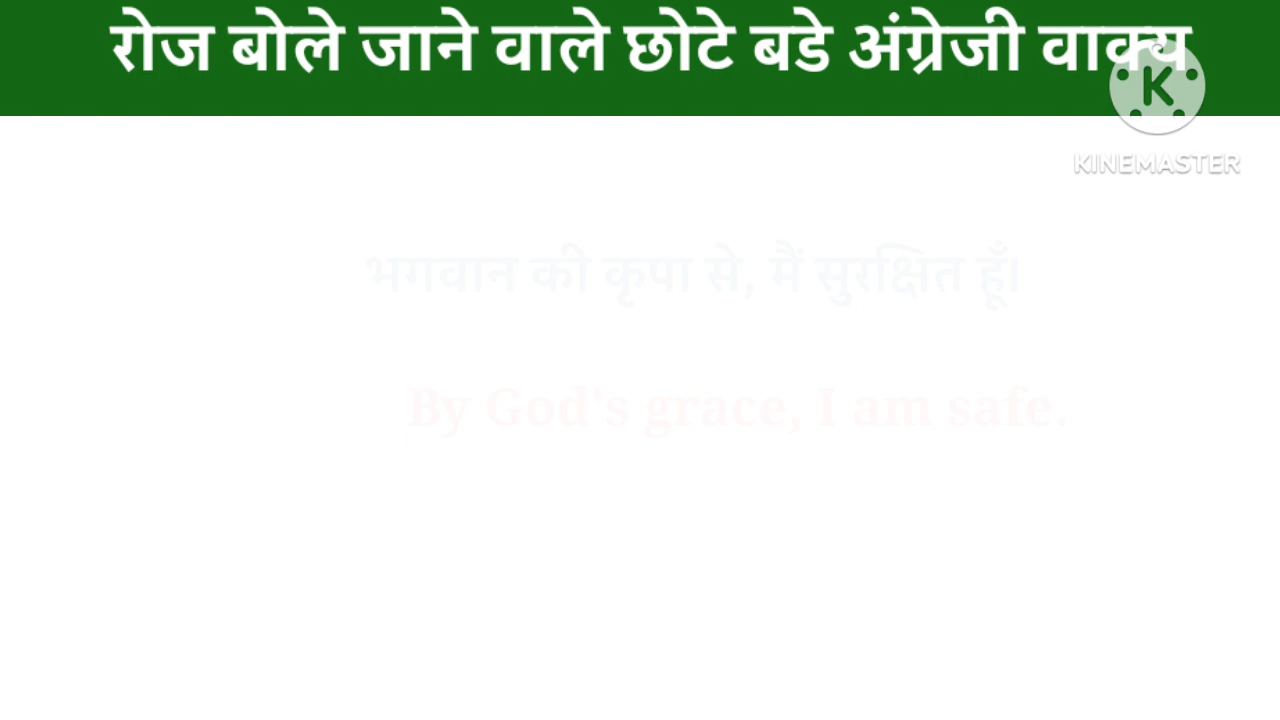 रोज बोले जाने वाले छोटे बडे अंग्रेजी वाक्य
K
KINEMASTER
भगवान की कृपा से, मैं सुरक्षित हूँ।
By God's grace, I am safe.